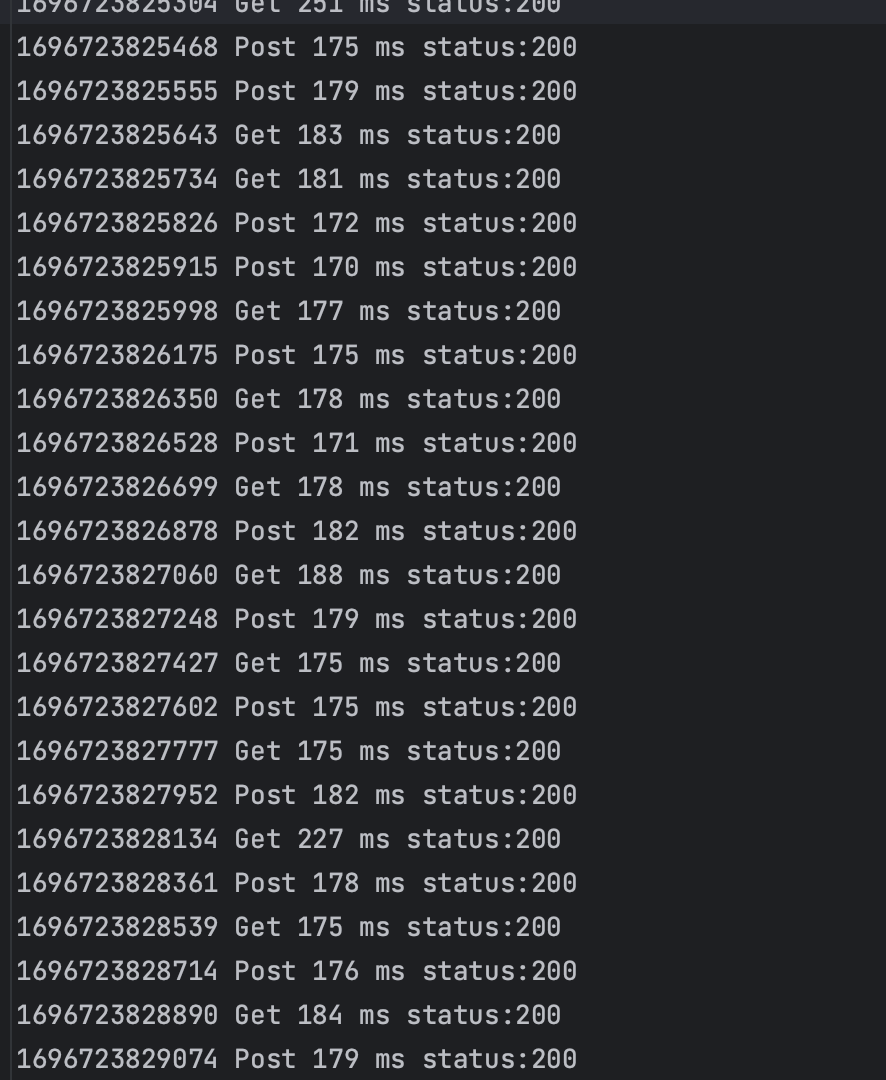 1696723825304 Get 251 ms status:200
1696723825468 Post 175 ms status:200
1696723825555 Post 179 ms status:200
1696723825643 Get 183 ms status:200
1696723825734 Get 181 ms status:200
1696723825826 Post 172 ms status:200
1696723825915 Post 170 ms status:200
1696723825998 Get 177 ms status:200
1696723826175 Post 175 ms status:200
1696723826350 Get 178 ms status:200
1696723826528 Post 171 ms status:200
1696723826699 Get 178 ms status:200
1696723826878 Post 182 ms status:200
1696723827060 Get 188 ms status:200
1696723827248 Post 179 ms status:200
1696723827427 Get 175 ms status:200
1696723827602 Post 175 ms status:200
1696723827777 Get 175 ms status:200
1696723827952 Post 182 ms status:200
1696723828134 Get 227 ms status:200
1696723828361 Post 178 ms status:200
1696723828539 Get 175 ms status:200
1696723828714 Post 176 ms status:200
1696723828890 Get 184 ms status:200
1696723829074 Post 179 ms status:200